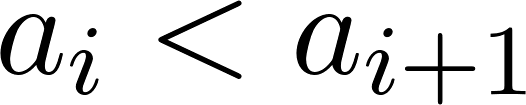 a_i < a_{i+1}